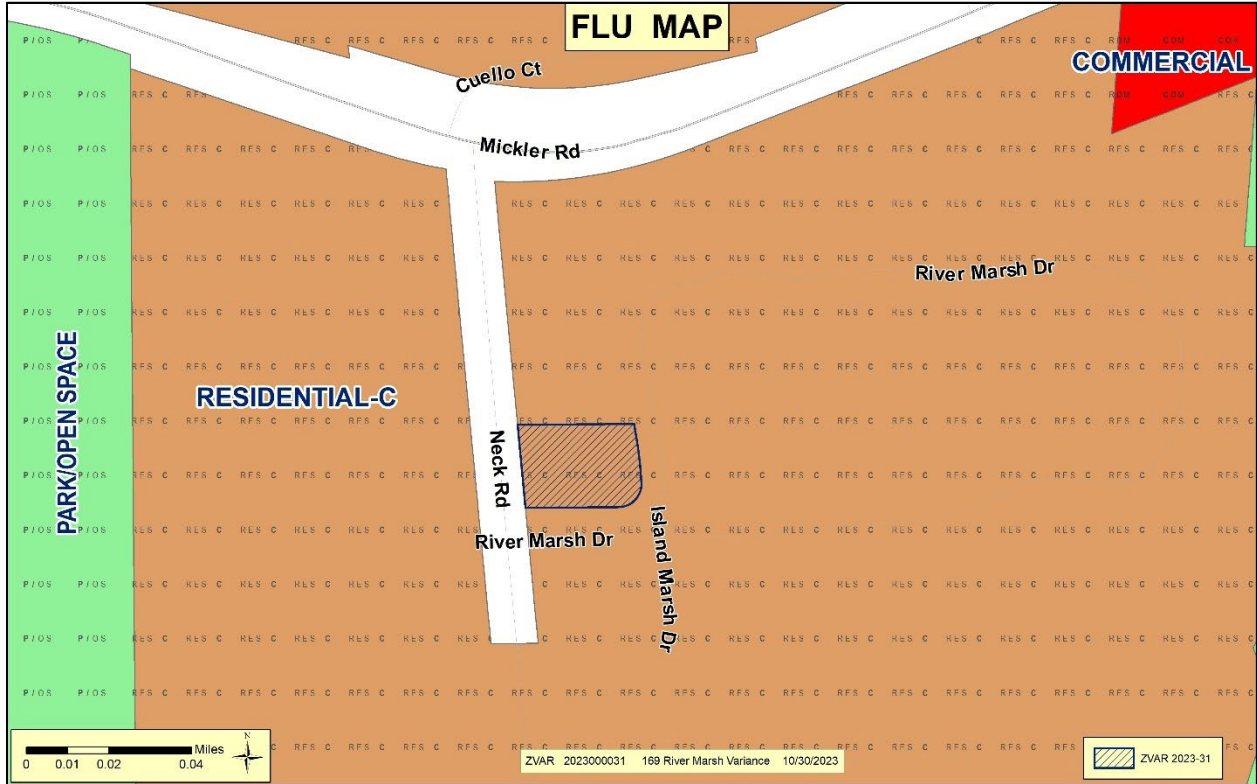 FLU MAP
COMMERCIAL
Cuello Ct
Mickler Rd
River Marsh Dr
PARK/OPEN SPACE
P/OS
RESIDENTIAL-C
RES C
Neck Rd
River Marsh Dr
Island Marsh Dr
Miles
0 0.01 0.02 0.04
N
ZVAR 2023000031 169 River Marsh Variance 10/30/2023
ZVAR 2023-31